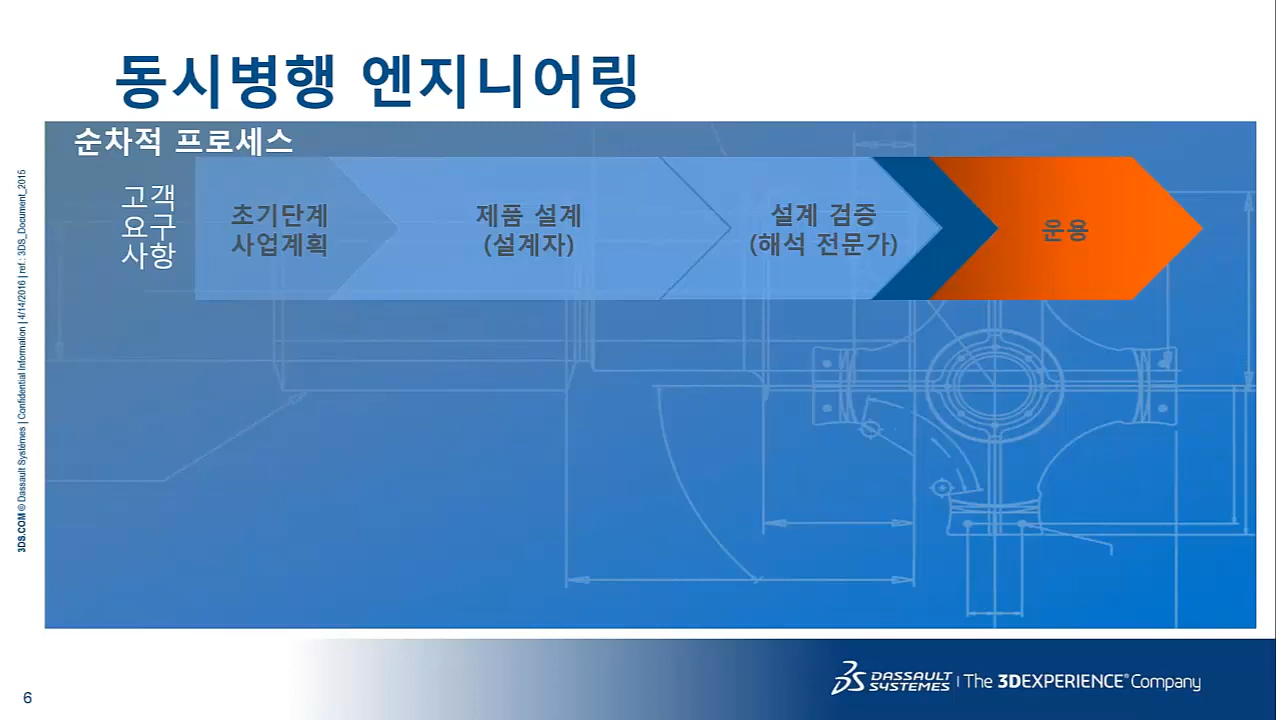 동시병행 엔지니어링
순차적 프로세스
고객
요구
사항
초기단계
사업계획
제품 설계
(설계자)
설계 검증
(해석 전문가)
운용
3DS.COM © Dassault Systèmes | Confidential Information | 4/14/2016 | ref.: 3DS_Document_2015
6
DASSAULT
SYSTEMES
The 3DEXPERIENCE® Company